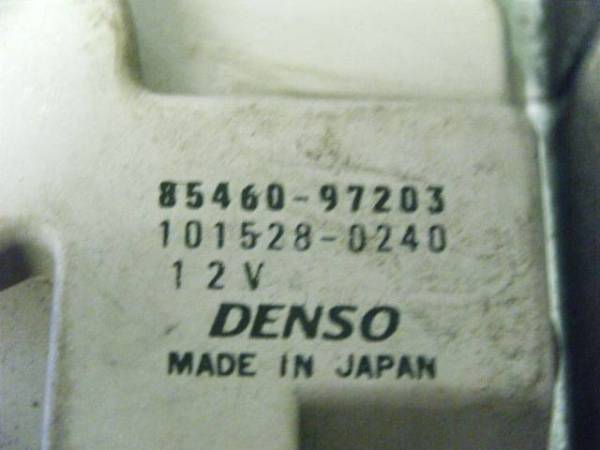 85460-97203
101528-0240
12V
DENSO
MADE IN JAPAN